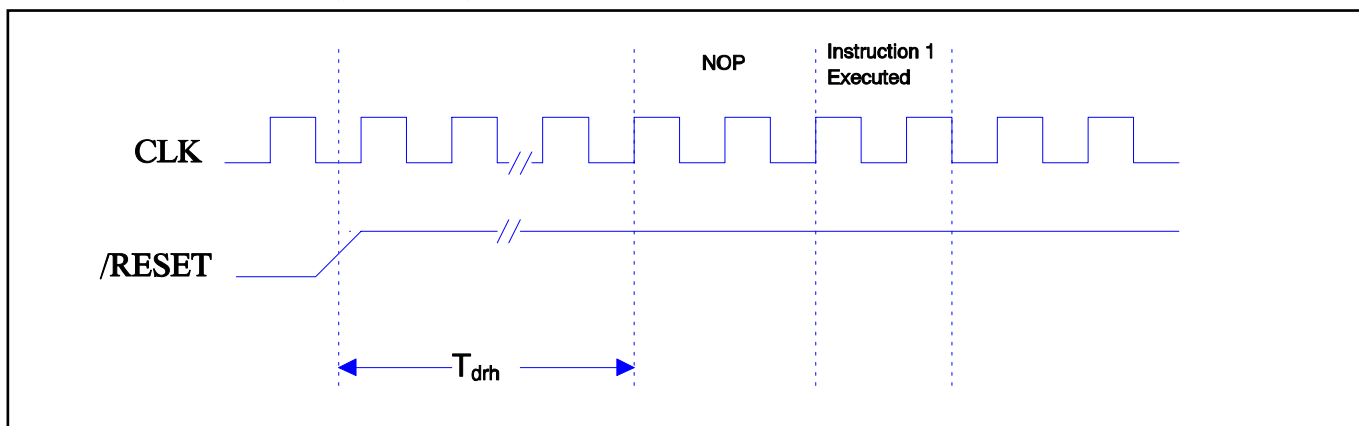 NOP
Instruction 1
Executed
CLK
/RESET
Tdrh